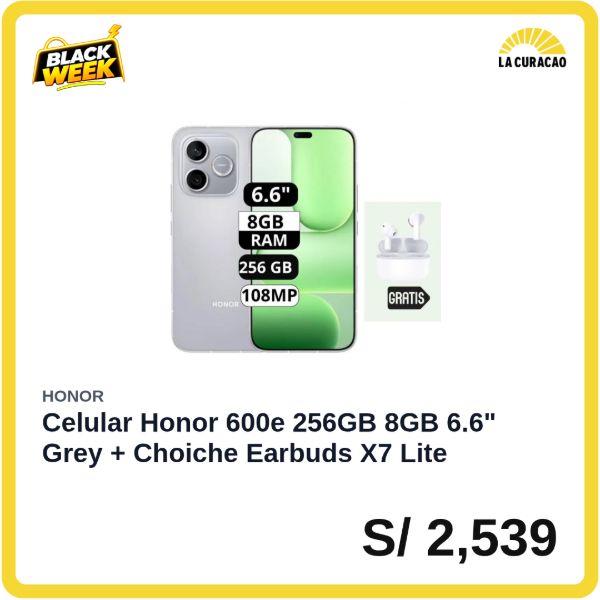 BLACK
WEEK
LA CURACAO
6.6"
8GB
RAM
256 GB
108MP
HONOR
GRATIS
HONOR
Celular Honor 600e 256GB 8GB 6.6"
Grey + Choiche Earbuds X7 Lite
S/ 2,539